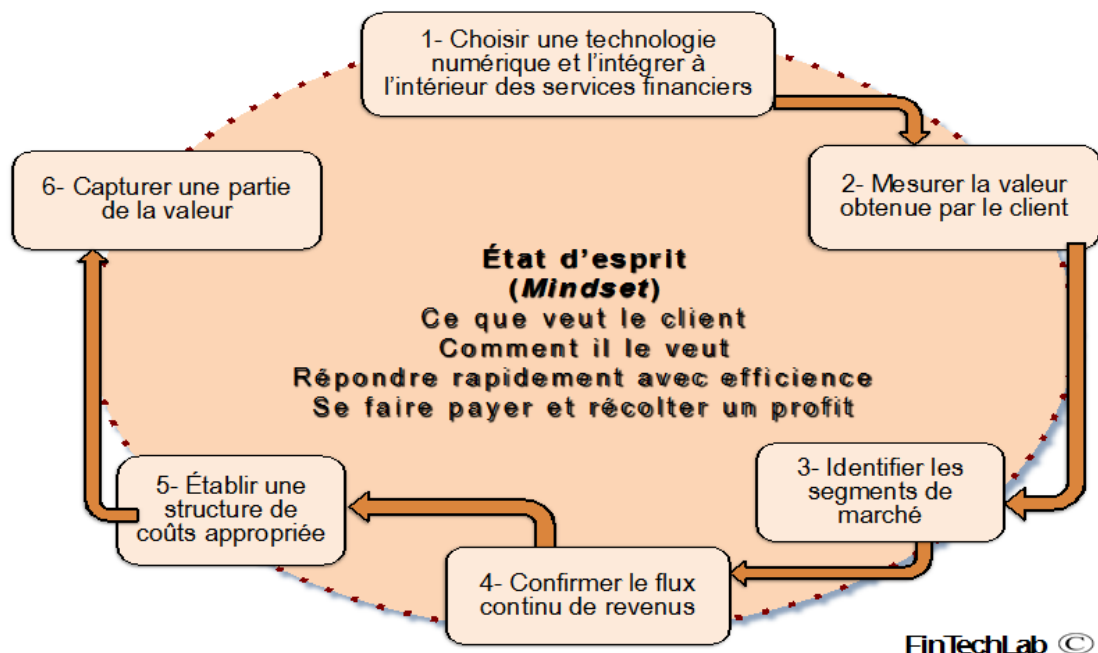 1- Choisir une technologie
numérique et l'intégrer à
l'intérieur des services financiers
2- Mesurer la valeur
obtenue par le client
6- Capturer une partie
de la valeur
État d'esprit
(Mindset)
Ce que veut le client
Comment il le veut
Répondre rapidement avec efficience
Se faire payer et récolter un profit
3- Identifier les
segments de
marché
5- Établir une
structure de
coûts appropriée
4- Confirmer le flux
continu de revenus
FinTechLab ©